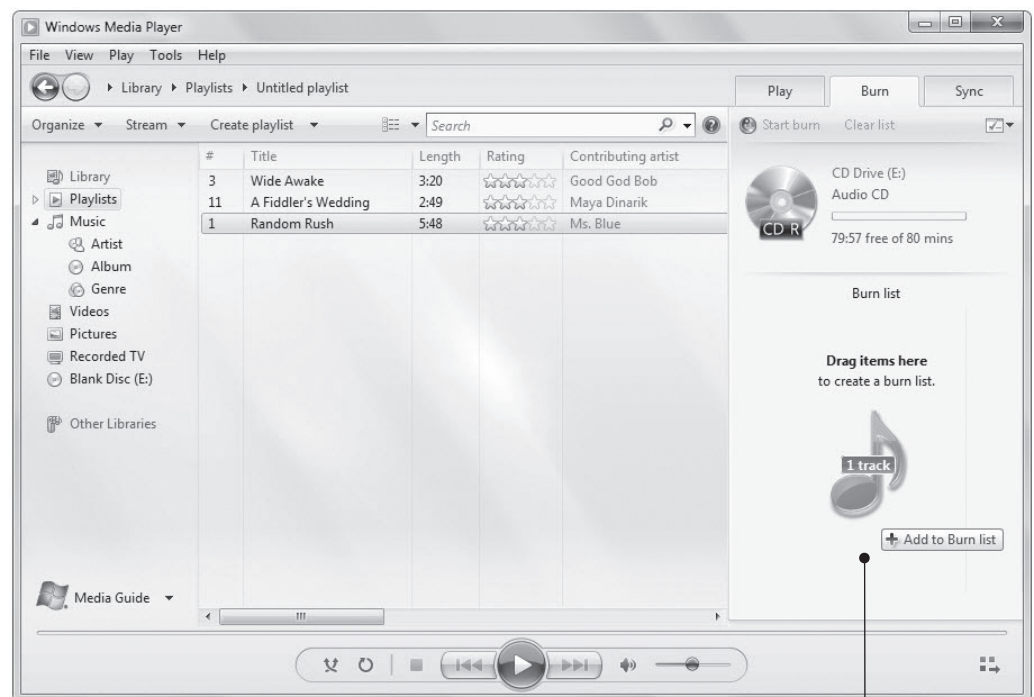 Windows Media Player
File View Play Tools Help
Library Playlists Untitled playlist
Play Burn Sync
Organize Stream Create playlist Search
Start burn Clear list
# Title Length Rating Contributing artist
3 Wide Awake 3:20 Good God Bob
11 A Fiddler's Wedding 2:49 Maya Dinarik
1 Random Rush 5:48 Ms. Blue
Library
Playlists
Music
Artist
Album
Genre
Videos
Pictures
Recorded TV
Blank Disc (E:)
Other Libraries
Media Guide
CD R
CD Drive (E:)
Audio CD
79:57 free of 80 mins
Burn list
Drag items here
to create a burn list.
1 track
Add to Burn list